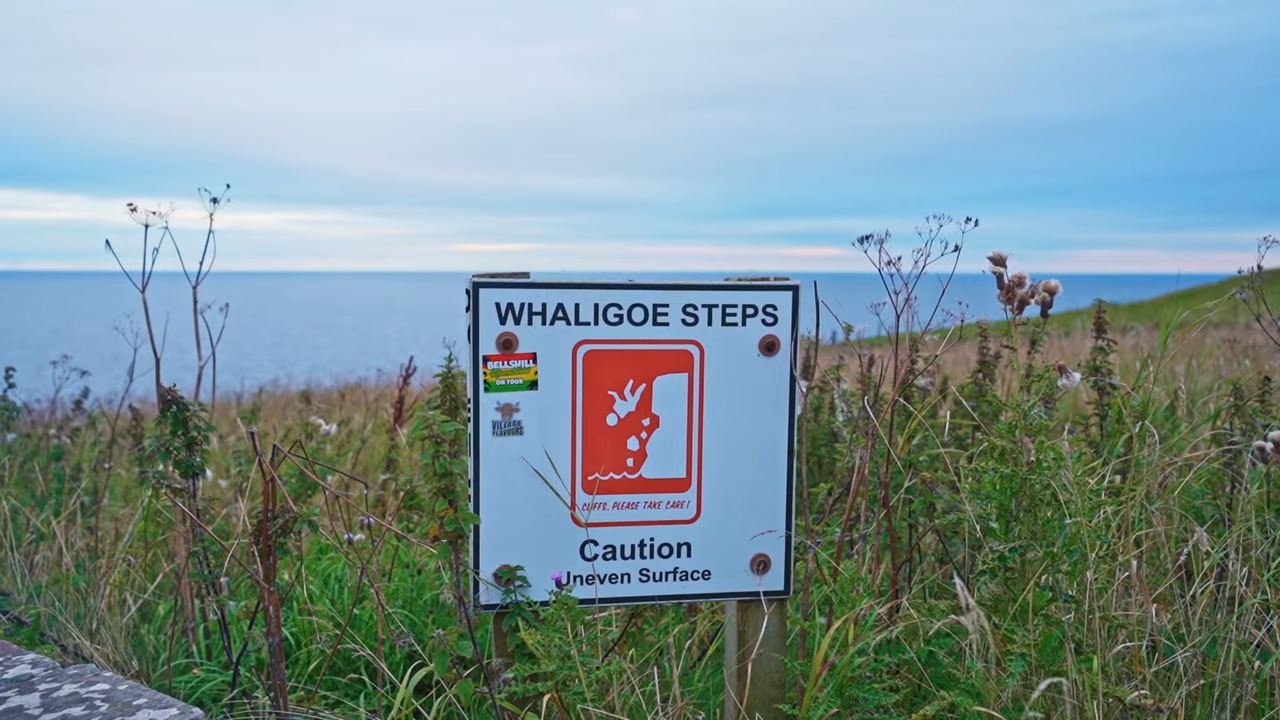 WHALIGOE STEPS
BELLSHILL
ON TOUR
VILLAGE
FLAVOURS
CLIFFS, PLEASE TAKE CARE!
Caution
Uneven Surface